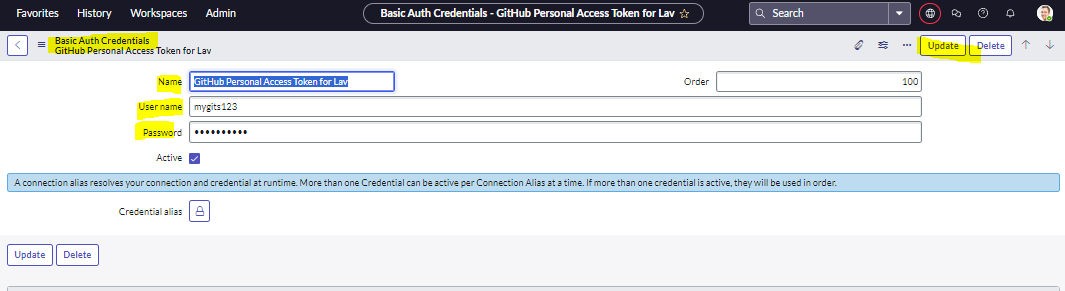 Favorites History Workspaces Admin Basic Auth Credentials - GitHub Personal Access Token for Lav Search
Basic Auth Credentials
GitHub Personal Access Token for Lav
Update Delete
Name GitHub Personal Access Token for Lav Order 100
User name mygits123
Password ••••••••••
Active
A connection alias resolves your connection and credential at runtime. More than one Credential can be active per Connection Alias at a time. If more than one credential is active, they will be used in order.
Credential alias
Update Delete